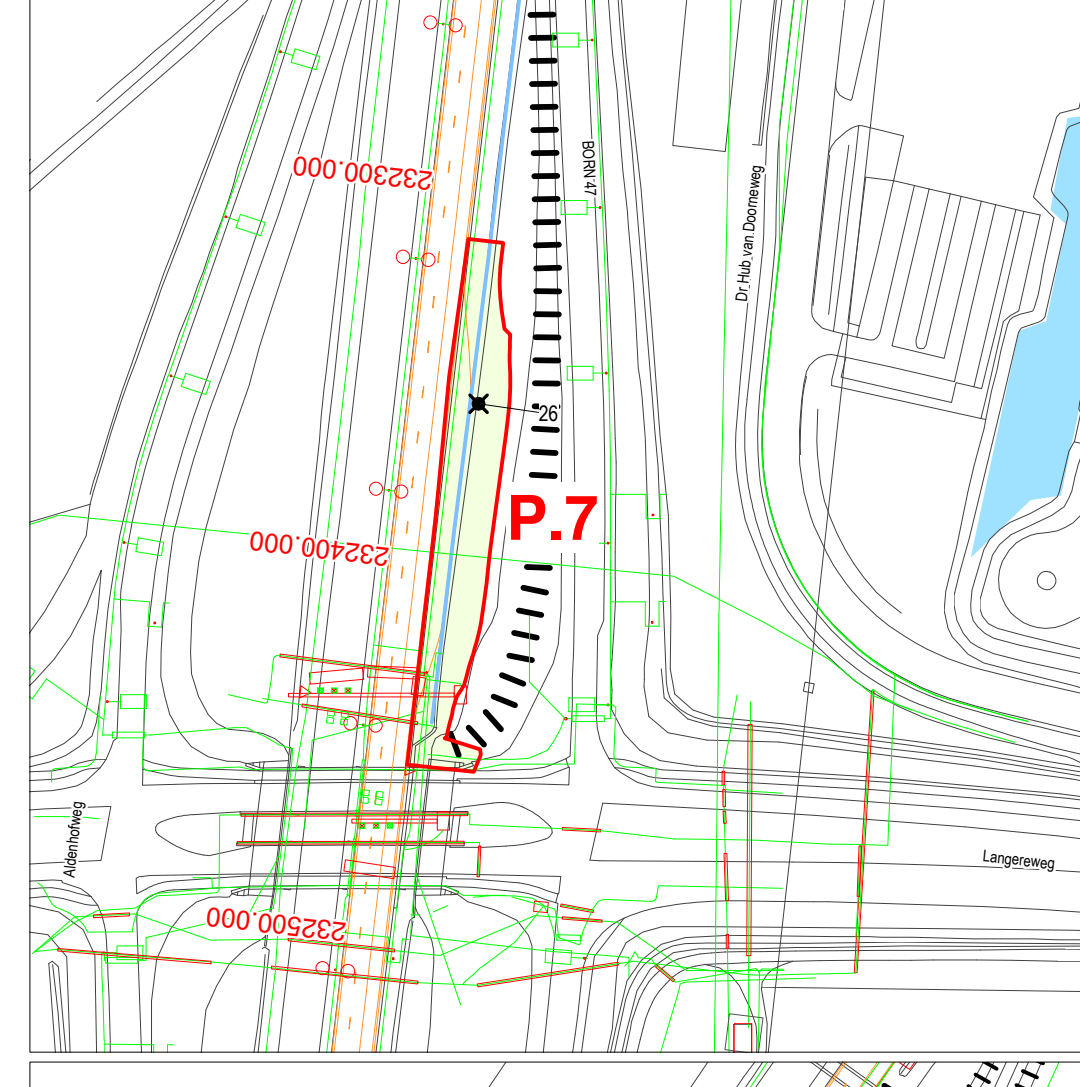 232300.000
BORN'47
Dr. Hub van Doorneweg
26'
P.7
232400.000
Aldenhofweg
Langereweg
232500.000